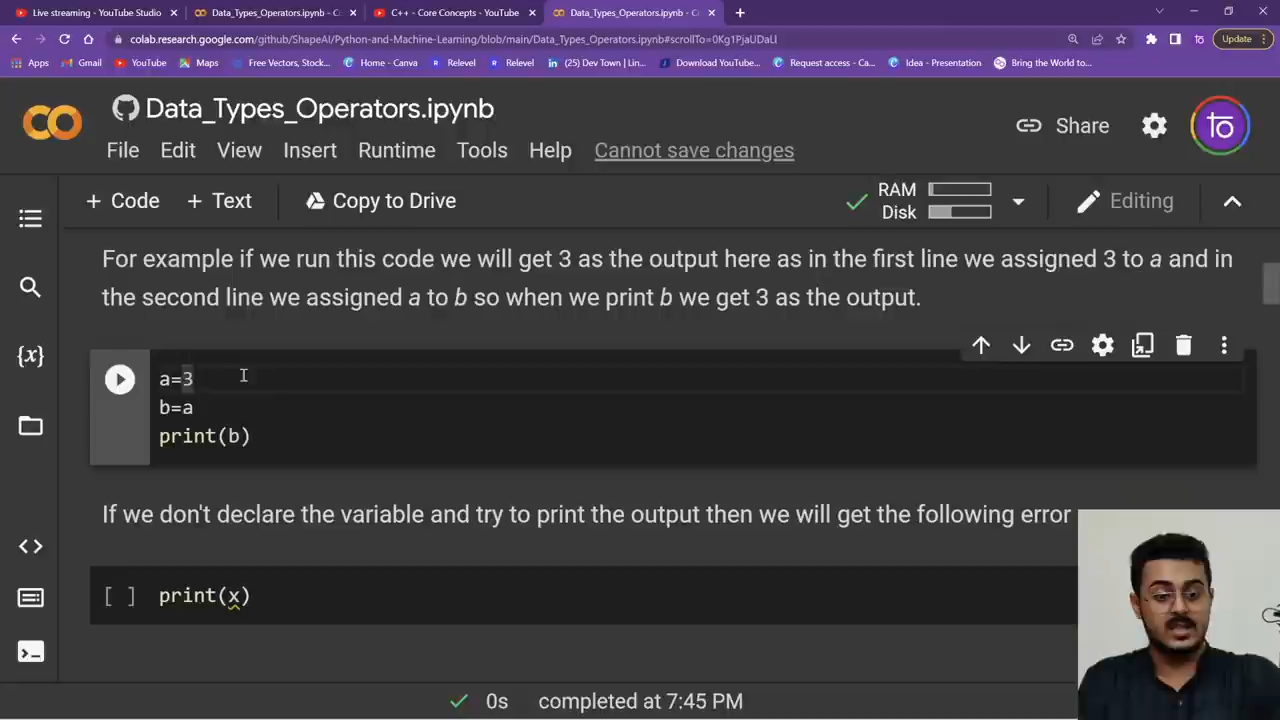 Live streaming - YouTube Studio
Data_Types_Operators.ipynb - C
C++ - Core Concepts - YouTube
Data_Types_Operators.ipynb - C
colab.research.google.com/github/ShapeAI/Python-and-Machine-Learning/blob/main/Data_Types_Operators.ipynb#scrollTo=0Kg1PjaUDaLl
Update
Apps
Gmail
YouTube
Maps
Free Vectors, Stock...
Home - Canva
Relevel
Relevel
(25) Dev Town | Lin...
Download YouTube...
Request access - Ca...
Idea - Presentation
Bring the World to...
Data_Types_Operators.ipynb
Share
File Edit View Insert Runtime Tools Help Cannot save changes
+ Code + Text Copy to Drive
RAM
Disk
Editing
For example if we run this code we will get 3 as the output here as in the first line we assigned 3 to a and in
the second line we assigned a to b so when we print b we get 3 as the output.
a=3
b=a
print(b)
If we don't declare the variable and try to print the output then we will get the following error
[ ] print(x)
0s completed at 7:45 PM